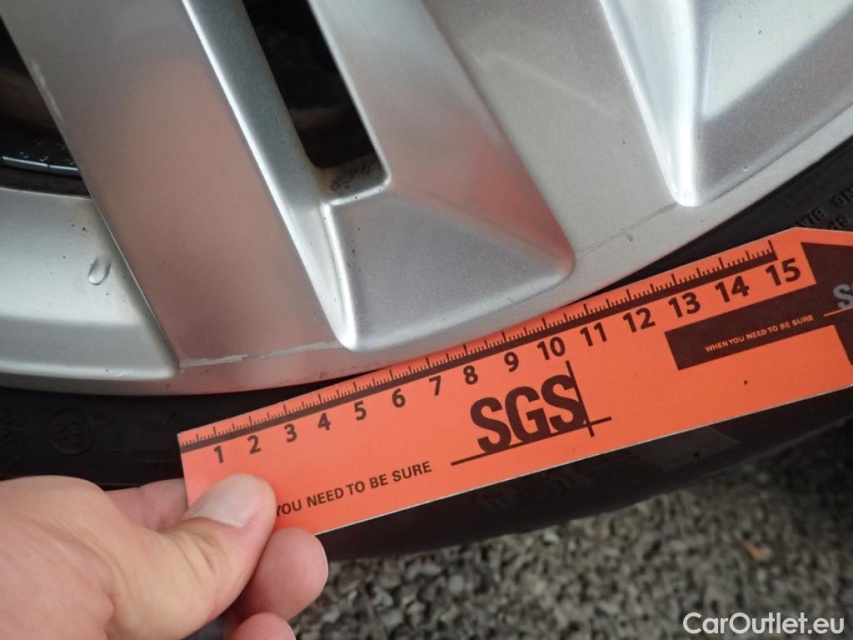 1 2 3 4 5 6 7 8 9 10 11 12 13 14 15
WHEN YOU NEED TO BE SURE
SGS
YOU NEED TO BE SURE
CarOutlet.eu